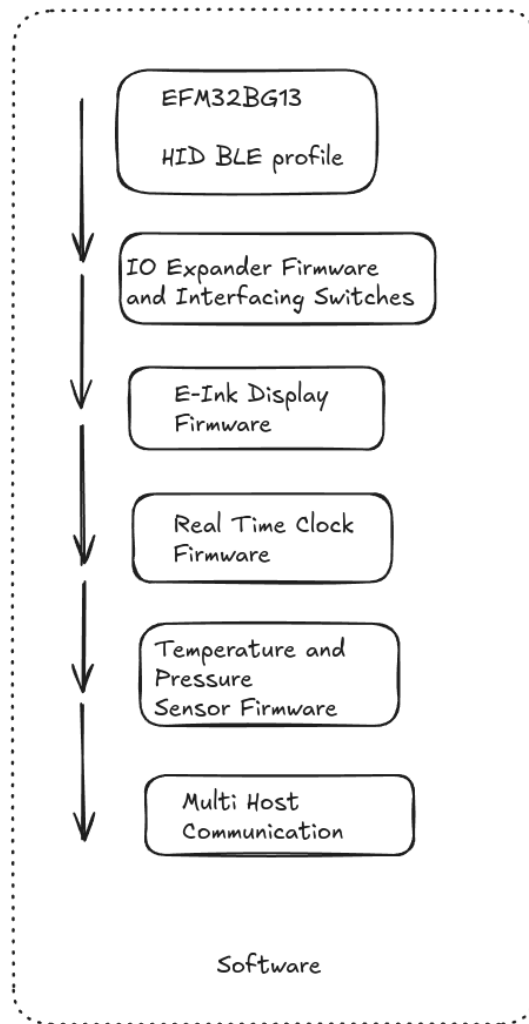 EFM32BG13
HID BLE profile
IO Expander Firmware
and Interfacing Switches
E-Ink Display
Firmware
Real Time Clock
Firmware
Temperature and
Pressure
Sensor Firmware
Multi Host
Communication
Software